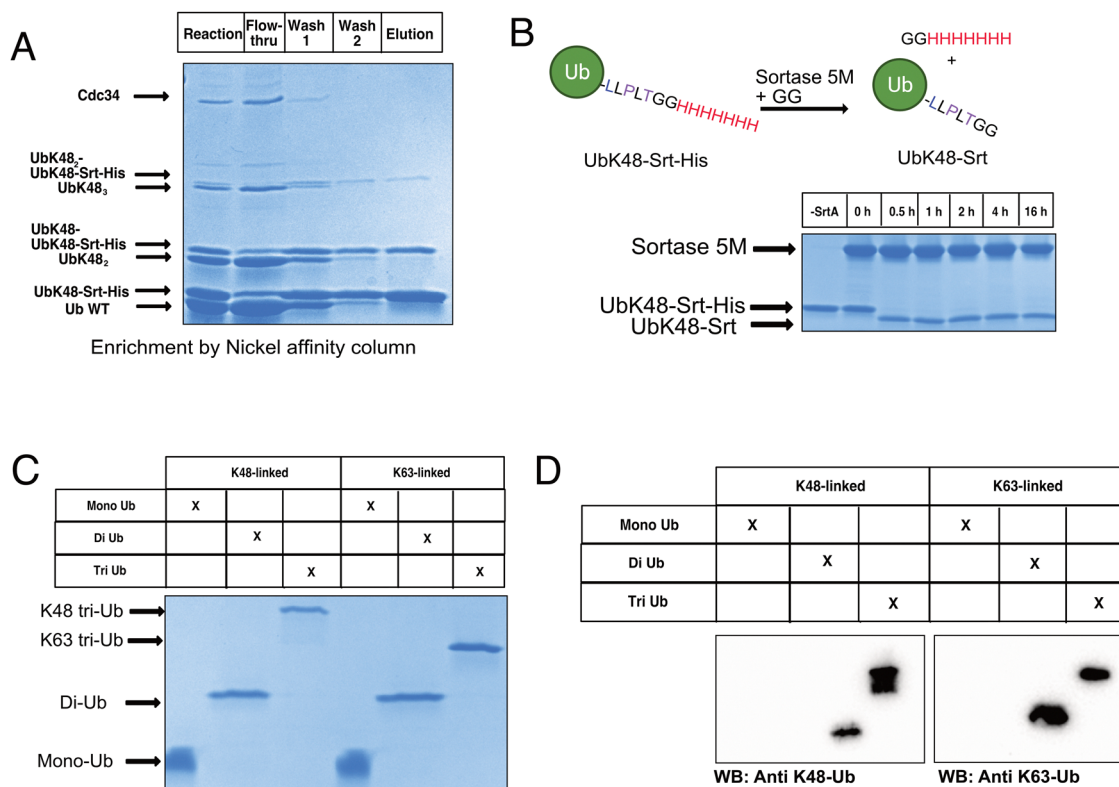 A
Reaction Flow-thru Wash 1 Wash 2 Elution
Cdc34
UbK48₂-
UbK48-Srt-His
UbK48₃
UbK48-
UbK48-Srt-His
UbK48₂
UbK48-Srt-His
Ub WT
Enrichment by Nickel affinity column
B
GGHHHHHHH
+
Ub
-LLPLTGGHHHHHHH
Sortase 5M
+ GG
Ub
-LLPLTGG
UbK48-Srt-His
UbK48-Srt
-SrtA 0 h 0.5 h 1 h 2 h 4 h 16 h
Sortase 5M
UbK48-Srt-His
UbK48-Srt
C
K48-linked K63-linked
Mono Ub X X
Di Ub X X
Tri Ub X X
K48 tri-Ub
K63 tri-Ub
Di-Ub
Mono-Ub
D
K48-linked K63-linked
Mono Ub X X
Di Ub X X
Tri Ub X X
WB: Anti K48-Ub
WB: Anti K63-Ub